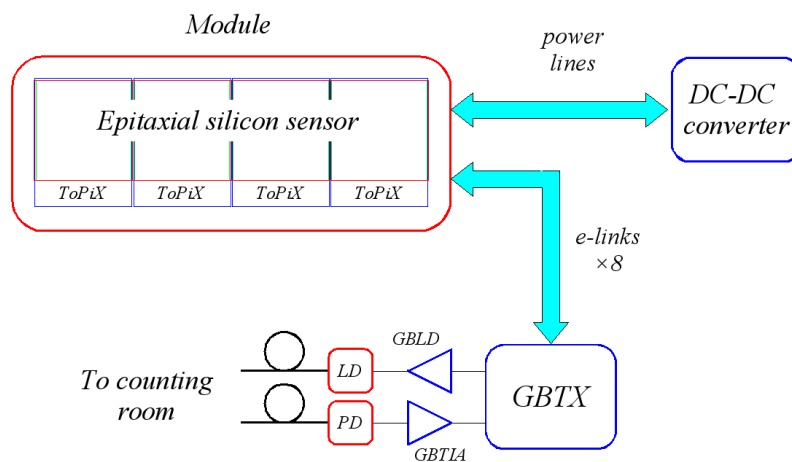 Module
power
lines
DC-DC
converter
Epitaxial silicon sensor
ToPiX
ToPiX
ToPiX
ToPiX
e-links
×8
GBLD
LD
To counting
room
GBTX
PD
GBTIA